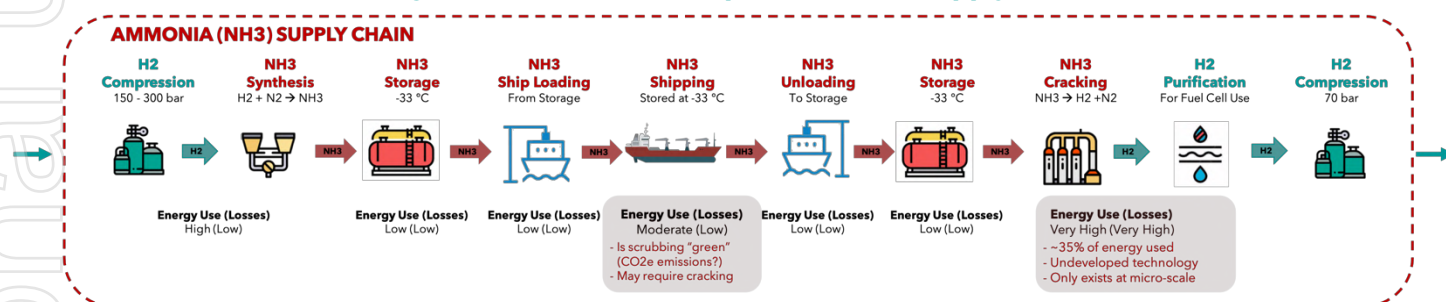 AMMONIA (NH3) SUPPLY CHAIN
H2
Compression
150 - 300 bar
NH3
Synthesis
H2 + N2 → NH3
NH3
Storage
-33 °C
NH3
Ship Loading
From Storage
NH3
Shipping
Stored at -33 °C
NH3
Unloading
To Storage
NH3
Storage
-33 °C
NH3
Cracking
NH3 → H2 +N2
H2
Purification
For Fuel Cell Use
H2
Compression
70 bar
H2
NH3
NH3
NH3
NH3
NH3
NH3
H2
H2
Energy Use (Losses)
High (Low)
Energy Use (Losses)
Low (Low)
Energy Use (Losses)
Low (Low)
Energy Use (Losses)
Moderate (Low)
- Is scrubbing "green"
(CO2e emissions?)
- May require cracking
Energy Use (Losses)
Low (Low)
Energy Use (Losses)
Low (Low)
Energy Use (Losses)
Very High (Very High)
- ~35% of energy used
- Undeveloped technology
- Only exists at micro-scale